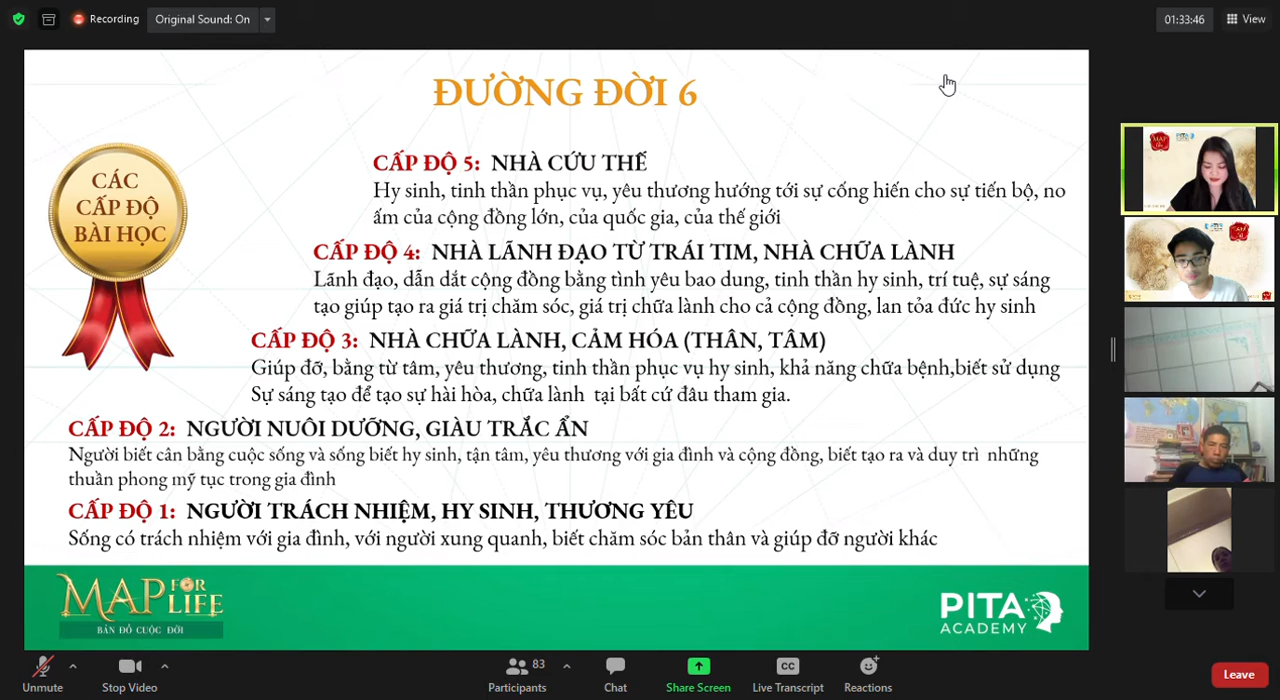 Recording
Original Sound: On
01:33:46
View
ĐƯỜNG ĐỜI 6
CÁC
CẤP ĐỘ
BÀI HỌC
CẤP ĐỘ 5: NHÀ CỨU THẾ
Hy sinh, tinh thần phục vụ, yêu thương hướng tới sự cống hiến cho sự tiến bộ, no
ấm của cộng đồng lớn, của quốc gia, của thế giới
CẤP ĐỘ 4: NHÀ LÃNH ĐẠO TỪ TRÁI TIM, NHÀ CHỮA LÀNH
Lãnh đạo, dẫn dắt cộng đồng bằng tình yêu bao dung, tinh thần hy sinh, trí tuệ, sự sáng
tạo giúp tạo ra giá trị chăm sóc, giá trị chữa lành cho cả cộng đồng, lan tỏa đức hy sinh
CẤP ĐỘ 3: NHÀ CHỮA LÀNH, CẢM HÓA (THÂN, TÂM)
Giúp đỡ, bằng từ tâm, yêu thương, tinh thần phục vụ hy sinh, khả năng chữa bệnh,biết sử dụng
Sự sáng tạo để tạo sự hài hòa, chữa lành tại bất cứ đâu tham gia.
CẤP ĐỘ 2: NGƯỜI NUÔI DƯỠNG, GIÀU TRẮC ẨN
Người biết cân bằng cuộc sống và sống biết hy sinh, tận tâm, yêu thương với gia đình và cộng đồng, biết tạo ra và duy trì những
thuần phong mỹ tục trong gia đình
CẤP ĐỘ 1: NGƯỜI TRÁCH NHIỆM, HY SINH, THƯƠNG YÊU
Sống có trách nhiệm với gia đình, với người xung quanh, biết chăm sóc bản thân và giúp đỡ người khác
MAP FOR LIFE
BẢN ĐỒ CUỘC ĐỜI
PITA
ACADEMY
Unmute
Stop Video
83
Participants
Chat
Share Screen
CC
Live Transcript
Reactions
Leave